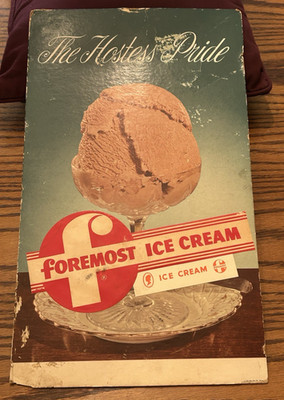 The Hostess Pride
f
FOREMOST ICE CREAM
ICE CREAM